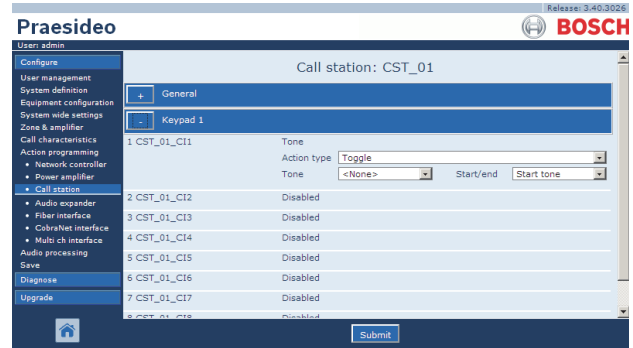 Release: 3.40.3026
Praesideo
BOSCH
User: admin
Configure
User management
System definition
Equipment configuration
System wide settings
Zone & amplifier
Call characteristics
Action programming
• Network controller
• Power amplifier
• Call station
• Audio expander
• Fiber interface
• CobraNet interface
• Multi ch interface
Audio processing
Save
Diagnose
Upgrade
Call station: CST_01
+ General
- Keypad 1
1 CST_01_CI1 Tone
Action type Toggle
Tone <None> Start/end Start tone
2 CST_01_CI2 Disabled
3 CST_01_CI3 Disabled
4 CST_01_CI4 Disabled
5 CST_01_CI5 Disabled
6 CST_01_CI6 Disabled
7 CST_01_CI7 Disabled
8 CST_01_CI8 Disabled
Submit